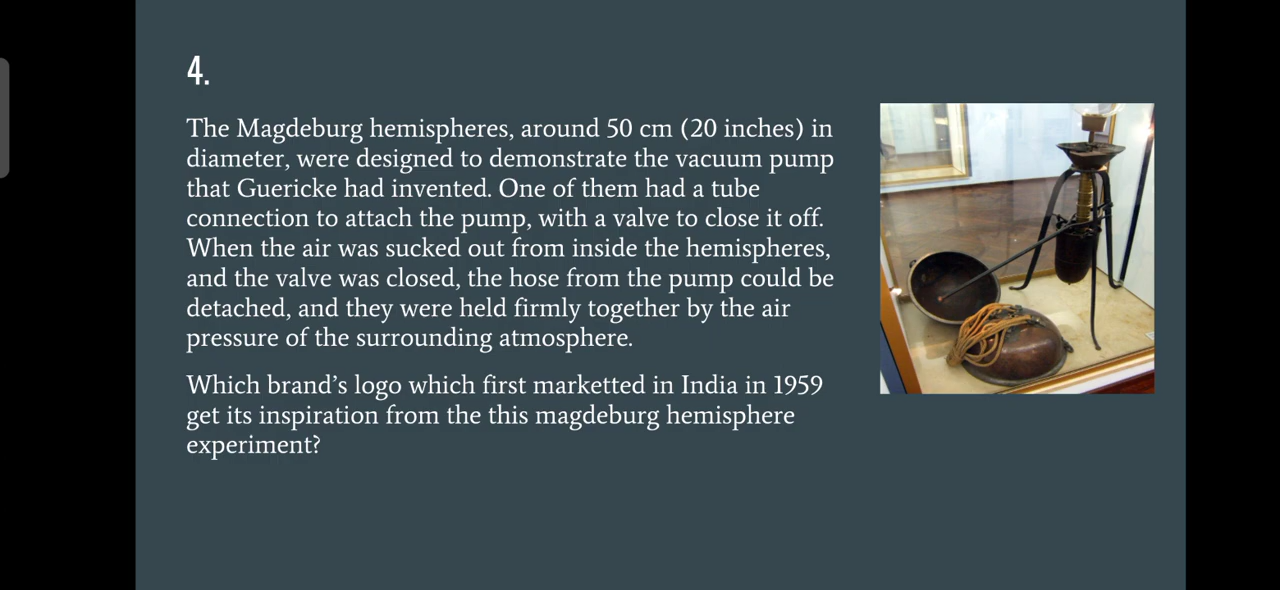 4.
The Magdeburg hemispheres, around 50 cm (20 inches) in
diameter, were designed to demonstrate the vacuum pump
that Guericke had invented. One of them had a tube
connection to attach the pump, with a valve to close it off.
When the air was sucked out from inside the hemispheres,
and the valve was closed, the hose from the pump could be
detached, and they were held firmly together by the air
pressure of the surrounding atmosphere.
Which brand’s logo which first marketted in India in 1959
get its inspiration from the this magdeburg hemisphere
experiment?